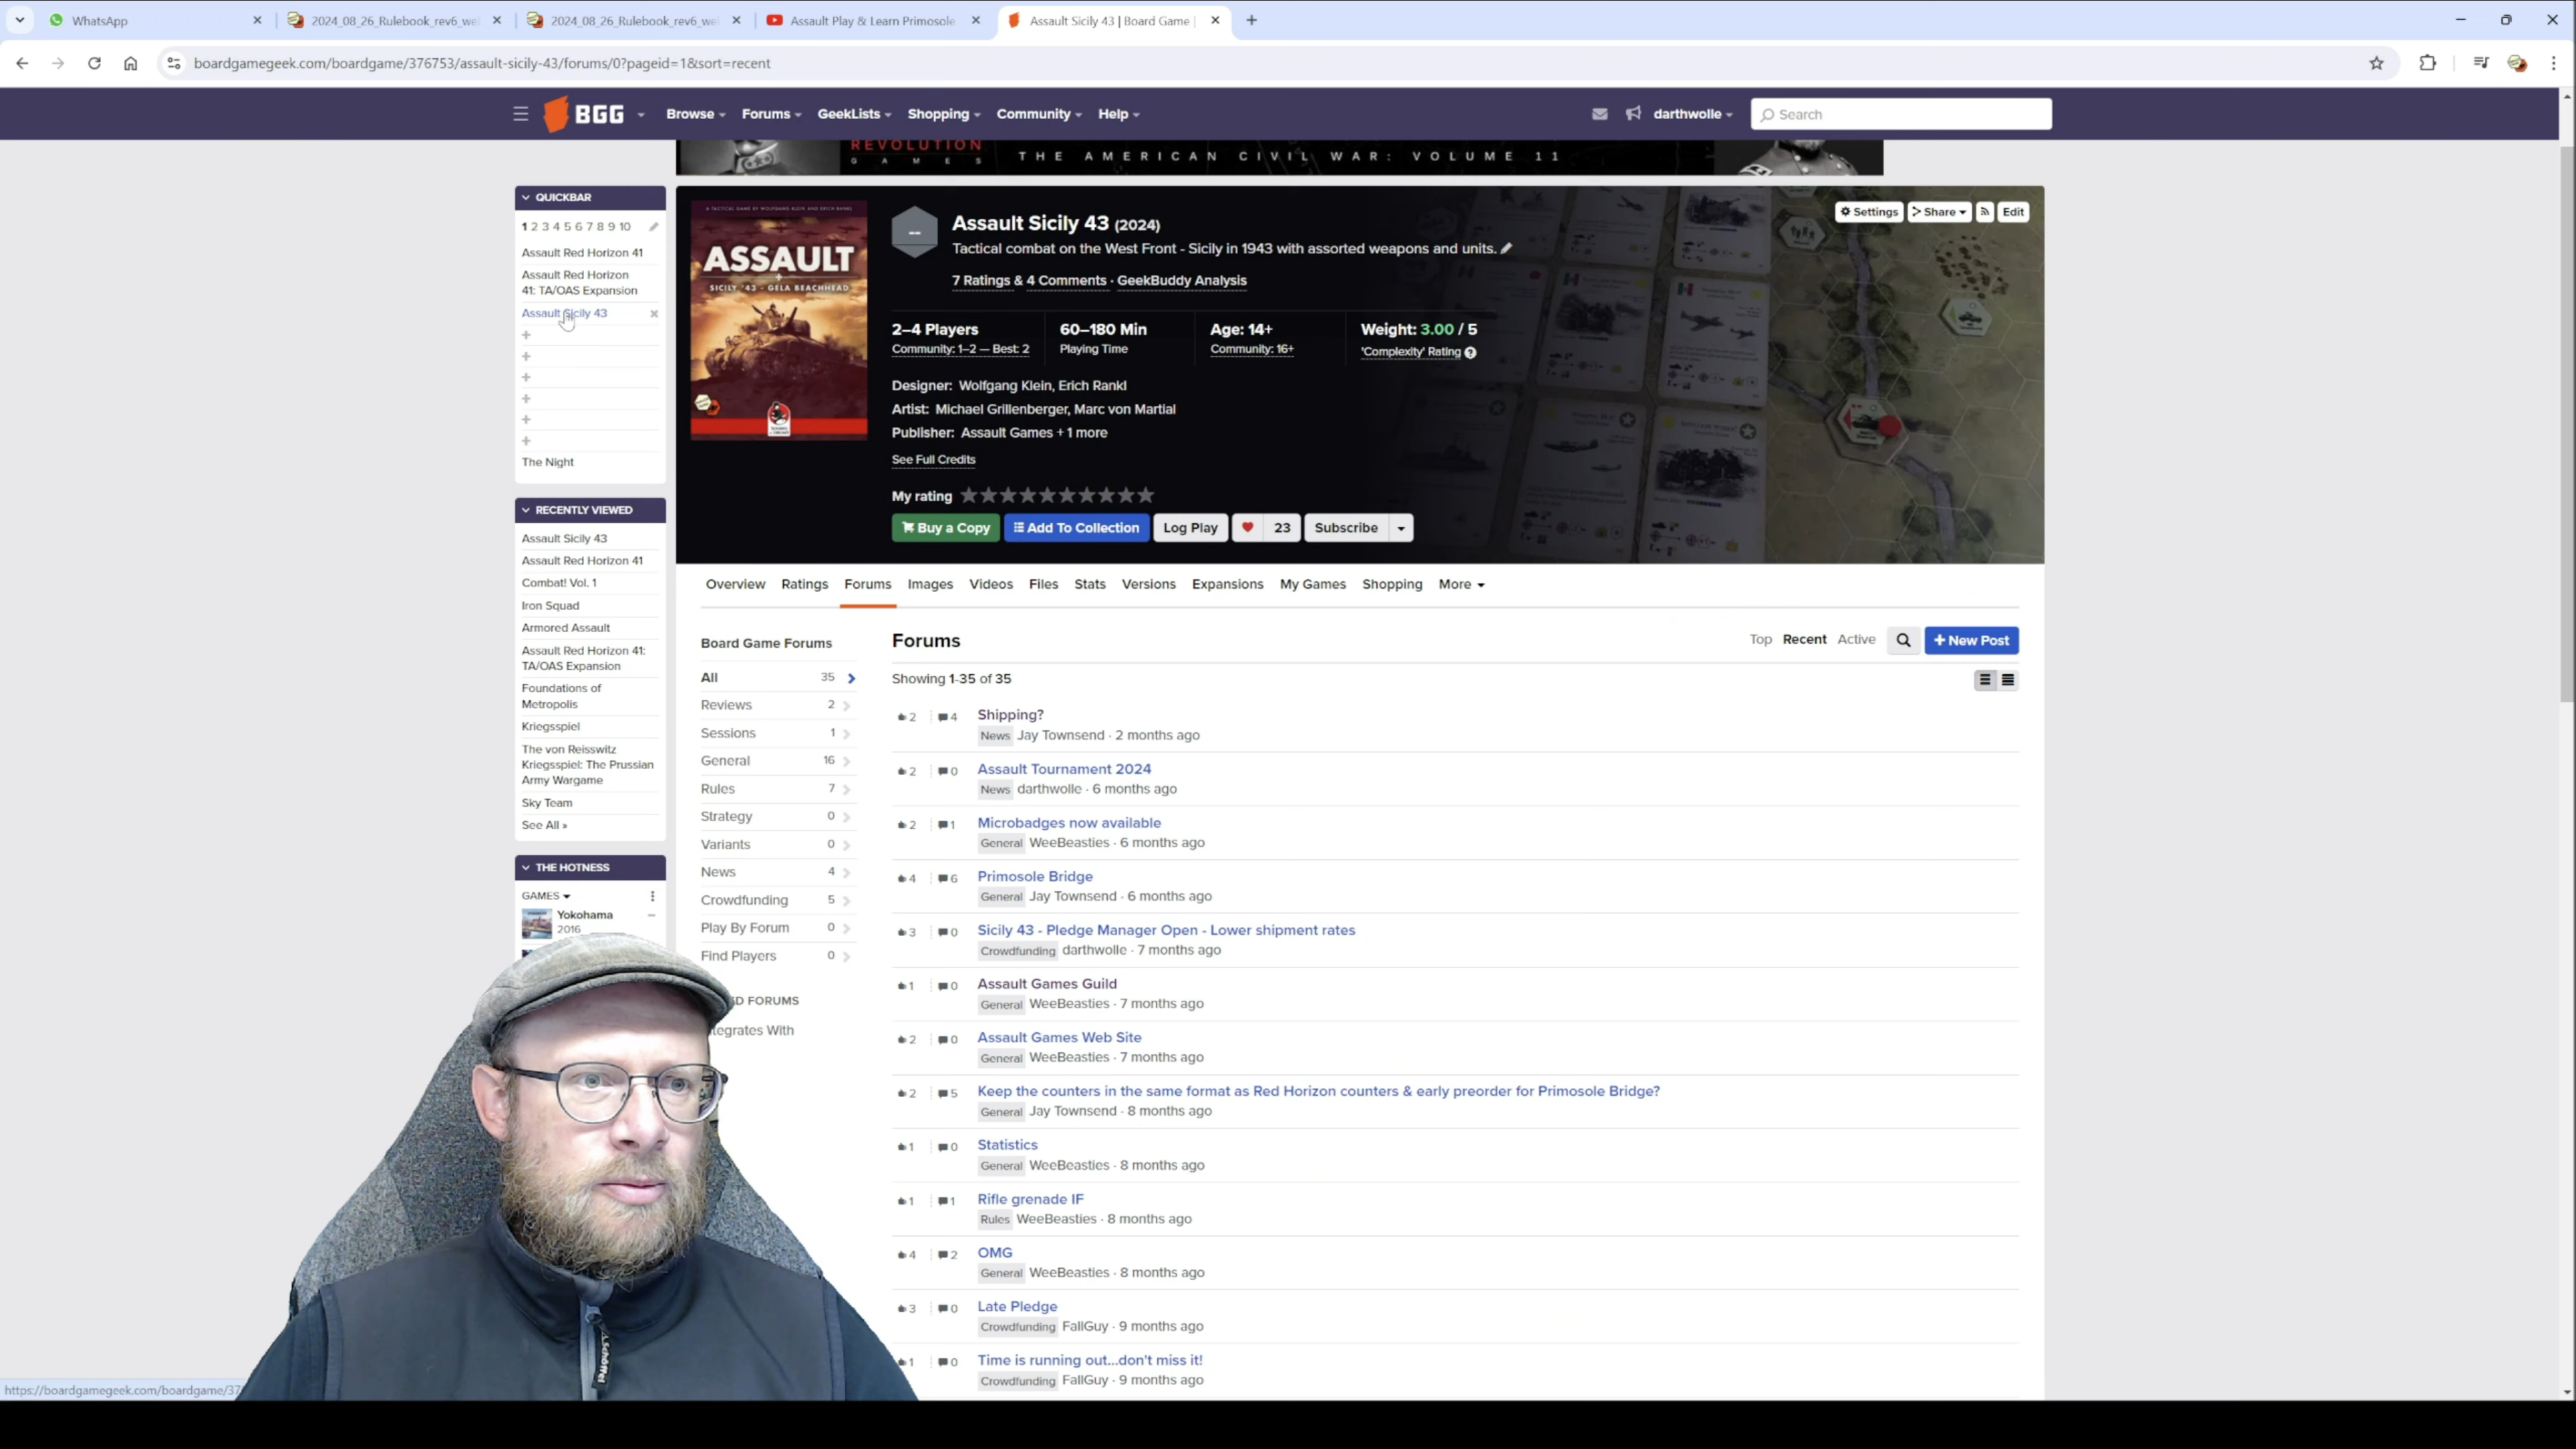 WhatsApp
2024_08_26_Rulebook_rev6_we
2024_08_26_Rulebook_rev6_we
Assault Play & Learn Primosole
Assault Sicily 43 | Board Game |
boardgamegeek.com/boardgame/376753/assault-sicily-43/forums/0?pageid=1&sort=recent
BGG
Browse
Forums
GeekLists
Shopping
Community
Help
darthwolle
Search
REVOLUTION
GAMES
THE AMERICAN CIVIL WAR: VOLUME 11
QUICKBAR
1 2 3 4 5 6 7 8 9 10
Assault Red Horizon 41
Assault Red Horizon
41: TA/OAS Expansion
Assault Sicily 43
The Night
RECENTLY VIEWED
Assault Sicily 43
Assault Red Horizon 41
Combat! Vol. 1
Iron Squad
Armored Assault
Assault Red Horizon 41:
TA/OAS Expansion
Foundations of
Metropolis
Kriegsspiel
The von Reisswitz
Kriegsspiel: The Prussian
Army Wargame
Sky Team
See All »
THE HOTNESS
GAMES
Yokohama
2016
A TACTICAL GAME BY WOLFGANG KLEIN AND ERICH RANKL
ASSAULT
SICILY '43 - GELA BEACHHEAD
--
Assault Sicily 43 (2024)
Tactical combat on the West Front - Sicily in 1943 with assorted weapons and units.
7 Ratings & 4 Comments · GeekBuddy Analysis
Settings
Share
Edit
2–4 Players
Community: 1–2 — Best: 2
60–180 Min
Playing Time
Age: 14+
Community: 16+
Weight: 3.00 / 5
'Complexity' Rating
Designer: Wolfgang Klein, Erich Rankl
Artist: Michael Grillenberger, Marc von Martial
Publisher: Assault Games + 1 more
See Full Credits
My rating
Buy a Copy
Add To Collection
Log Play
23
Subscribe
Overview
Ratings
Forums
Images
Videos
Files
Stats
Versions
Expansions
My Games
Shopping
More
Board Game Forums
All 35
Reviews 2
Sessions 1
General 16
Rules 7
Strategy 0
Variants 0
News 4
Crowdfunding 5
Play By Forum 0
Find Players 0
D FORUMS
tegrates With
Forums
Top
Recent
Active
New Post
Showing 1-35 of 35
2 4 Shipping?
News Jay Townsend · 2 months ago
2 0 Assault Tournament 2024
News darthwolle · 6 months ago
2 1 Microbadges now available
General WeeBeasties · 6 months ago
4 6 Primosole Bridge
General Jay Townsend · 6 months ago
3 0 Sicily 43 - Pledge Manager Open - Lower shipment rates
Crowdfunding darthwolle · 7 months ago
1 0 Assault Games Guild
General WeeBeasties · 7 months ago
2 0 Assault Games Web Site
General WeeBeasties · 7 months ago
2 5 Keep the counters in the same format as Red Horizon counters & early preorder for Primosole Bridge?
General Jay Townsend · 8 months ago
1 0 Statistics
General WeeBeasties · 8 months ago
1 1 Rifle grenade IF
Rules WeeBeasties · 8 months ago
4 2 OMG
General WeeBeasties · 8 months ago
3 0 Late Pledge
Crowdfunding FallGuy · 9 months ago
1 0 Time is running out...don't miss it!
Crowdfunding FallGuy · 9 months ago
https://boardgamegeek.com/boardgame/37